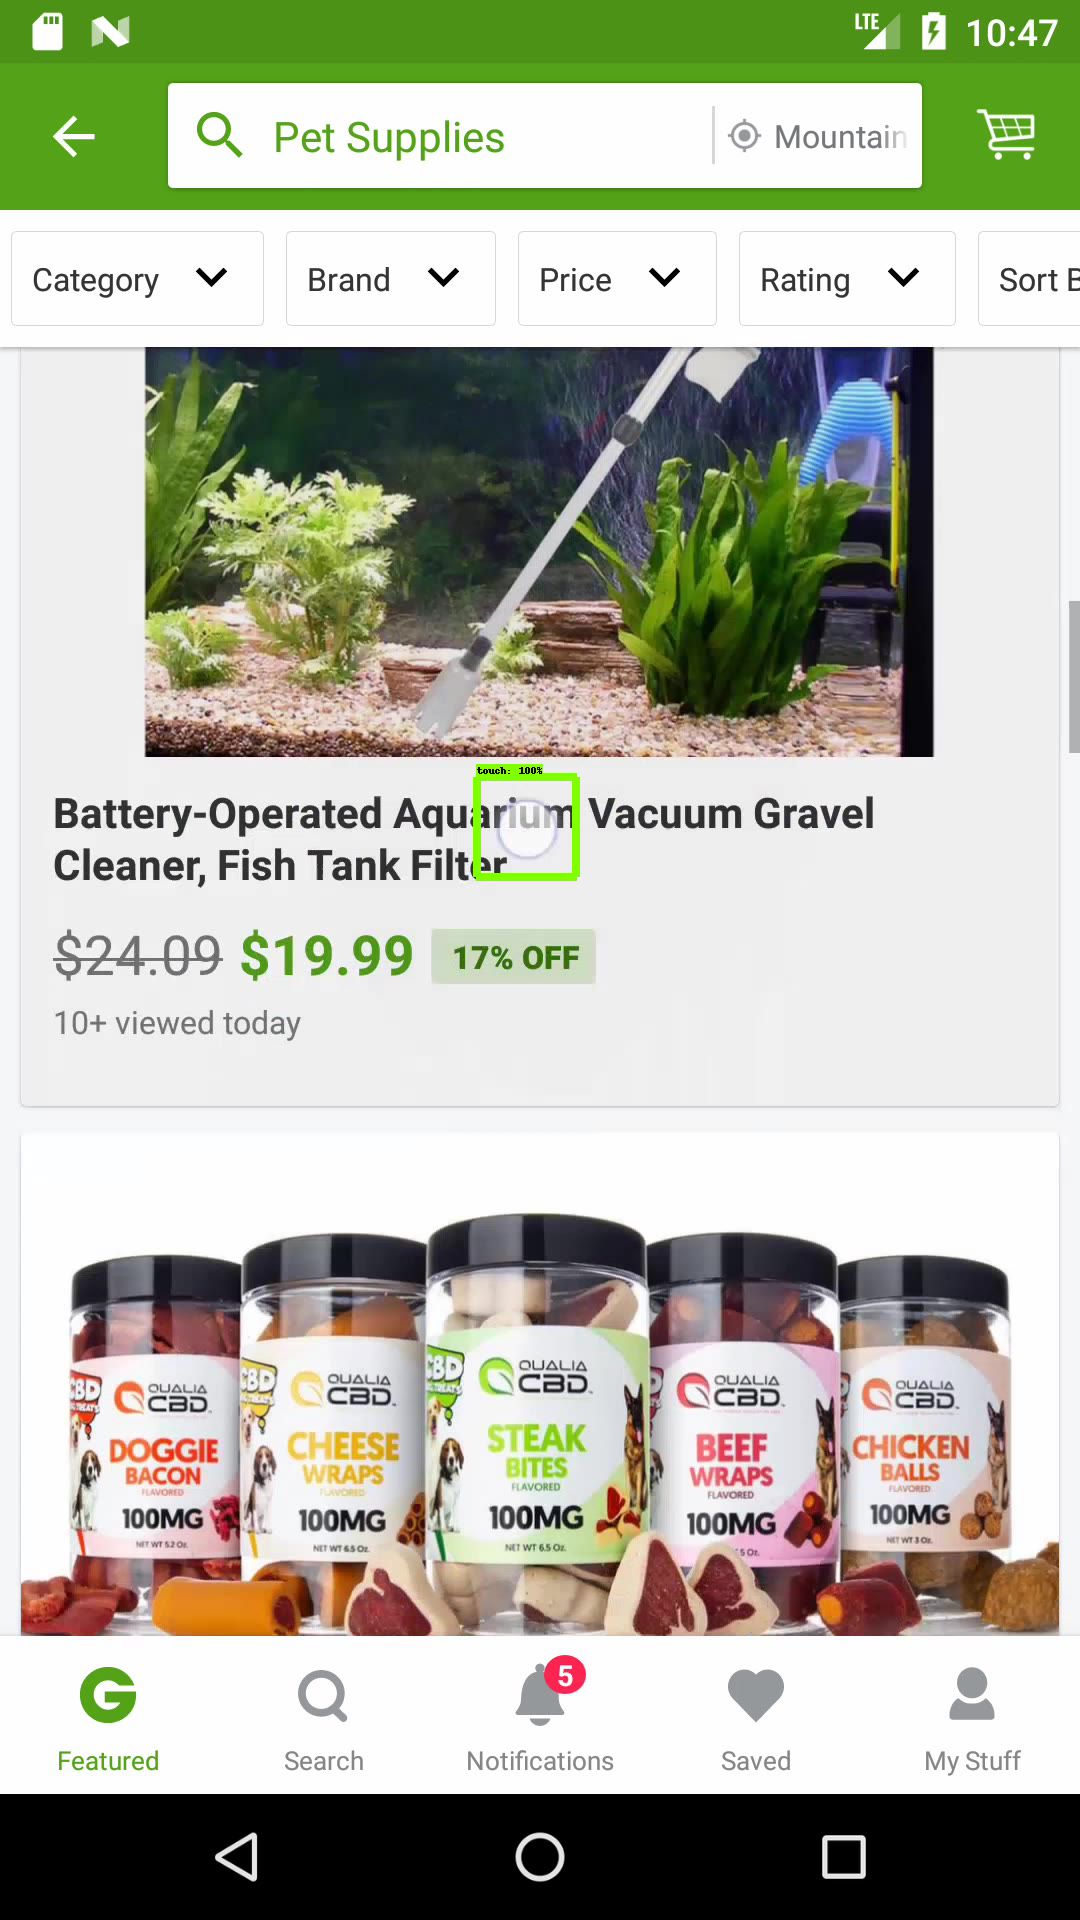 LTE 10:47
Pet Supplies Mountain
Category Brand Price Rating Sort B
touch: 100%
Battery-Operated Aquarium Vacuum Gravel
Cleaner, Fish Tank Filter
$24.09 $19.99 17% OFF
10+ viewed today
QUALIA CBD
DOGGIE
BACON
FLAVORED
100MG
NET WT 5.2 Oz.
QUALIA CBD
CHEESE
WRAPS
FLAVORED
100MG
NET WT 6.5 Oz.
QUALIA CBD
STEAK
BITES
FLAVORED
100MG
NET WT 6.5 Oz.
QUALIA CBD
BEEF
WRAPS
FLAVORED
100MG
QUALIA CBD
CHICKEN
BALLS
FLAVORED
100MG
NET WT 3 Oz.
5
Featured Search Notifications Saved My Stuff